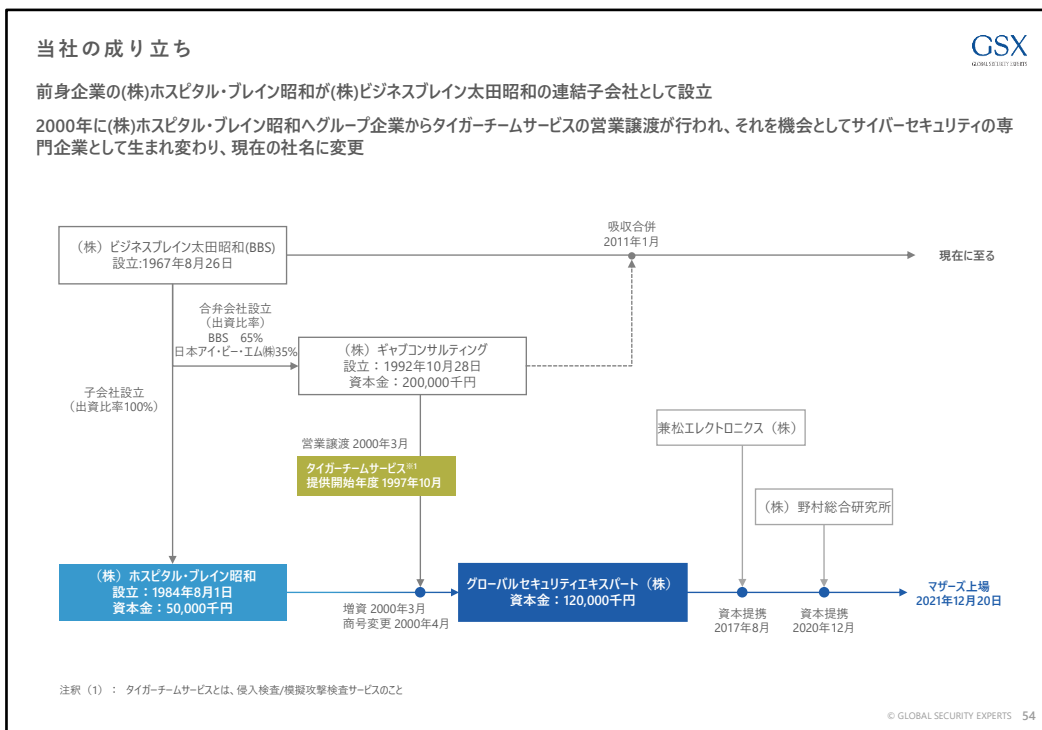 当社の成り立ち
GSX
GLOBAL SECURITY EXPERTS
前身企業の(株)ホスピタル・ブレイン昭和が(株)ビジネスブレイン太田昭和の連結子会社として設立
2000年に(株)ホスピタル・ブレイン昭和へグループ企業からタイガーチームサービスの営業譲渡が行われ、それを機会としてサイバーセキュリティの専
門企業として生まれ変わり、現在の社名に変更
(株)ビジネスブレイン太田昭和(BBS)
設立:1967年8月26日
吸収合併
2011年1月
現在に至る
合弁会社設立
(出資比率)
BBS 65%
日本アイ・ビー・エム㈱35%
(株)ギャブコンサルティング
設立：1992年10月28日
資本金：200,000千円
子会社設立
(出資比率100%)
営業譲渡 2000年3月
タイガーチームサービス※1
提供開始年度 1997年10月
兼松エレクトロニクス(株)
(株)野村総合研究所
(株)ホスピタル・ブレイン昭和
設立：1984年8月1日
資本金：50,000千円
増資 2000年3月
商号変更 2000年4月
グローバルセキュリティエキスパート(株)
資本金：120,000千円
資本提携
2017年8月
資本提携
2020年12月
マザーズ上場
2021年12月20日
注釈(1)： タイガーチームサービスとは、侵入検査/模擬攻撃検査サービスのこと
© GLOBAL SECURITY EXPERTS 54